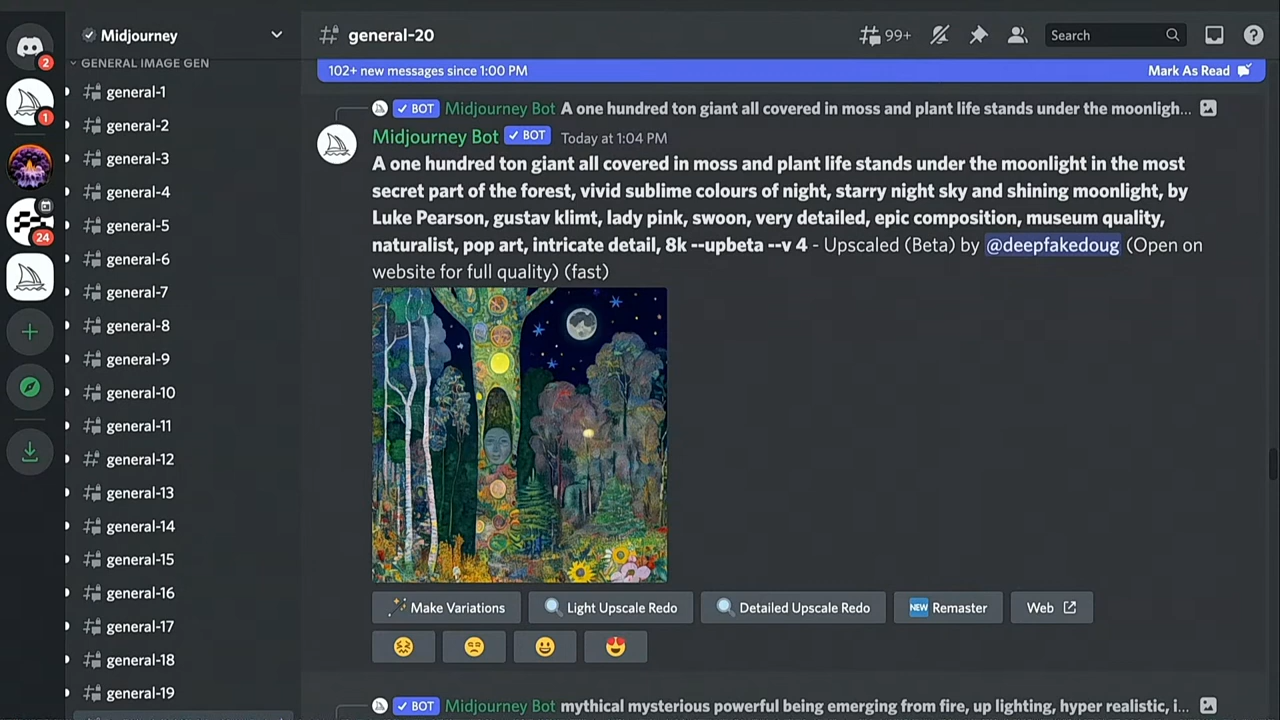 Midjourney
general-20
99+
Search
GENERAL IMAGE GEN
102+ new messages since 1:00 PM
Mark As Read
2
1
24
general-1
general-2
general-3
general-4
general-5
general-6
general-7
general-8
general-9
general-10
general-11
general-12
general-13
general-14
general-15
general-16
general-17
general-18
general-19
BOT Midjourney Bot A one hundred ton giant all covered in moss and plant life stands under the moonligh...
Midjourney Bot BOT Today at 1:04 PM
A one hundred ton giant all covered in moss and plant life stands under the moonlight in the most
secret part of the forest, vivid sublime colours of night, starry night sky and shining moonlight, by
Luke Pearson, gustav klimt, lady pink, swoon, very detailed, epic composition, museum quality,
naturalist, pop art, intricate detail, 8k --upbeta --v 4 - Upscaled (Beta) by @deepfakedoug (Open on
website for full quality) (fast)
Make Variations
Light Upscale Redo
Detailed Upscale Redo
NEW Remaster
Web
BOT Midjourney Bot mythical mysterious powerful being emerging from fire, up lighting, hyper realistic, i...